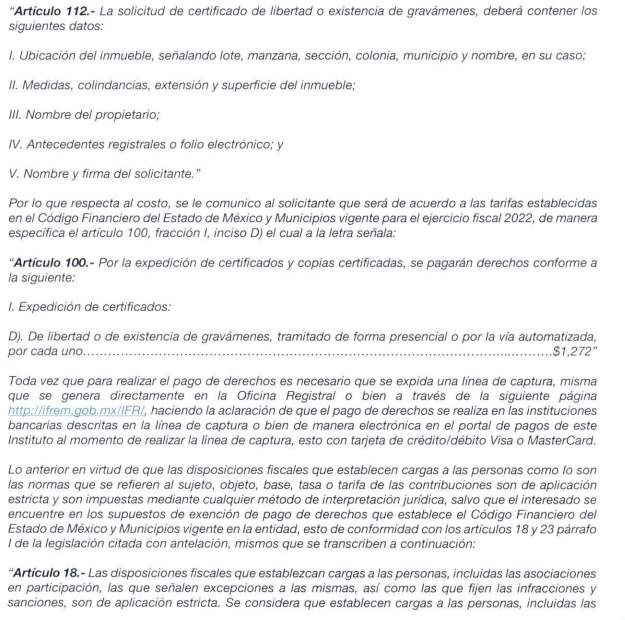 “Artículo 112.- La solicitud de certificado de libertad o existencia de gravámenes, deberá contener los
siguientes datos:
I. Ubicación del inmueble, señalando lote, manzana, sección, colonia, municipio y nombre, en su caso;
II. Medidas, colindancias, extensión y superficie del inmueble;
III. Nombre del propietario;
IV. Antecedentes registrales o folio electrónico; y
V. Nombre y firma del solicitante.”
Por lo que respecta al costo, se le comunico al solicitante que será de acuerdo a las tarifas establecidas
en el Código Financiero del Estado de México y Municipios vigente para el ejercicio fiscal 2022, de manera
específica el artículo 100, fracción I, inciso D) el cual a la letra señala:
“Artículo 100.- Por la expedición de certificados y copias certificadas, se pagarán derechos conforme a
la siguiente:
I. Expedición de certificados:
D). De libertad o de existencia de gravámenes, tramitado de forma presencial o por la vía automatizada,
por cada uno……………………………………………………………………………………………...………$1,272”
Toda vez que para realizar el pago de derechos es necesario que se expida una línea de captura, misma
que se genera directamente en la Oficina Registral o bien a través de la siguiente página
http://ifrem.gob.mx/IFR/, haciendo la aclaración de que el pago de derechos se realiza en las instituciones
bancarias descritas en la línea de captura o bien de manera electrónica en el portal de pagos de este
Instituto al momento de realizar la linea de captura, esto con tarjeta de crédito/débito Visa o MasterCard.
Lo anterior en virtud de que las disposiciones fiscales que establecen cargas a las personas como lo son
las normas que se refieren al sujeto, objeto, base, tasa o tarifa de las contribuciones son de aplicación
estricta y son impuestas mediante cualquier método de interpretación jurídica, salvo que el interesado se
encuentre en los supuestos de exención de pago de derechos que establece el Código Financiero del
Estado de México y Municipios vigente en la entidad, esto de conformidad con los artículos 18 y 23 párrafo
I de la legislación citada con antelación, mismos que se transcriben a continuación:
“Artículo 18.- Las disposiciones fiscales que establezcan cargas a las personas, incluidas las asociaciones
en participación, las que señalen excepciones a las mismas, así como las que fijen las infracciones y
sanciones, son de aplicación estricta. Se considera que establecen cargas a las personas, incluidas las